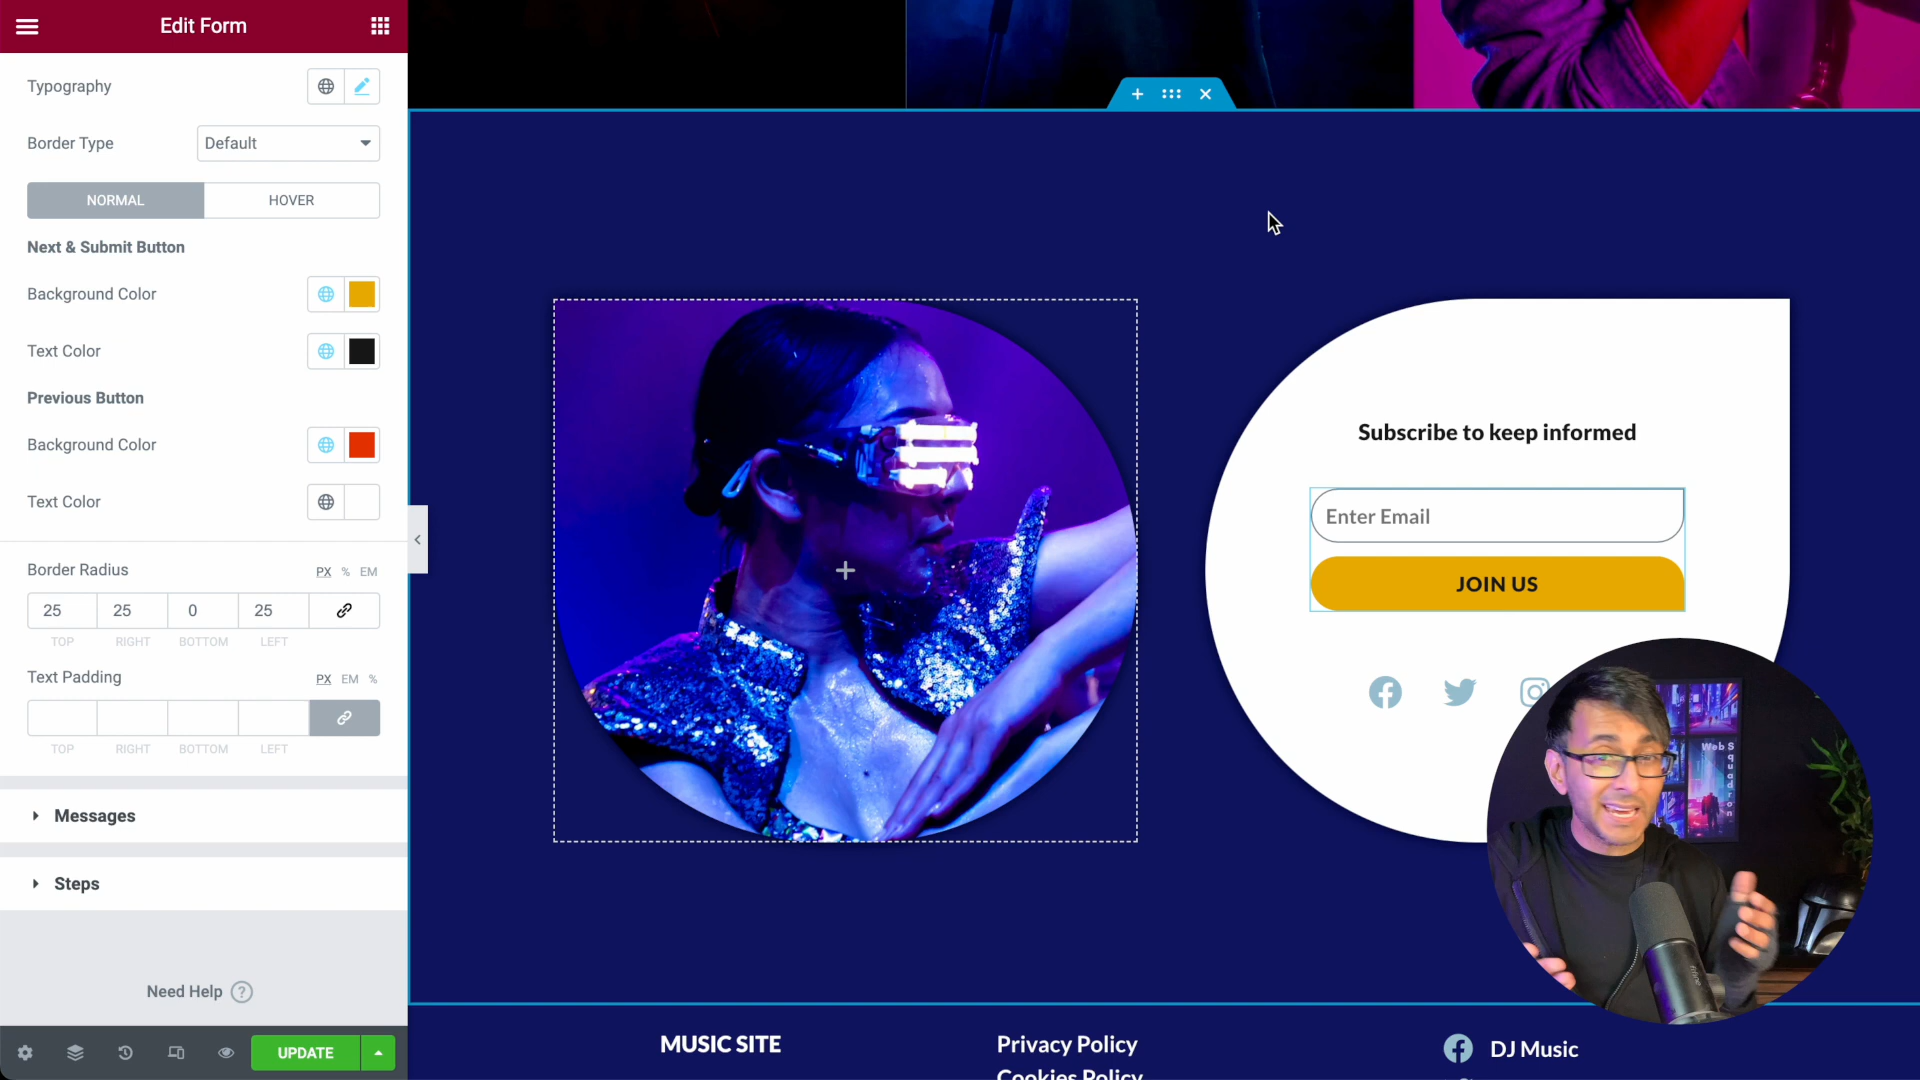 Edit Form
Typography
Border Type
Default
NORMAL
HOVER
Next & Submit Button
Background Color
Text Color
Previous Button
Background Color
Text Color
Border Radius
PX % EM
25 25 0 25
TOP RIGHT BOTTOM LEFT
Text Padding
PX EM %
TOP RIGHT BOTTOM LEFT
Messages
Steps
Need Help ?
UPDATE
Subscribe to keep informed
Enter Email
JOIN US
Web Squadron
MUSIC SITE
Privacy Policy
Cookies Policy
DJ Music